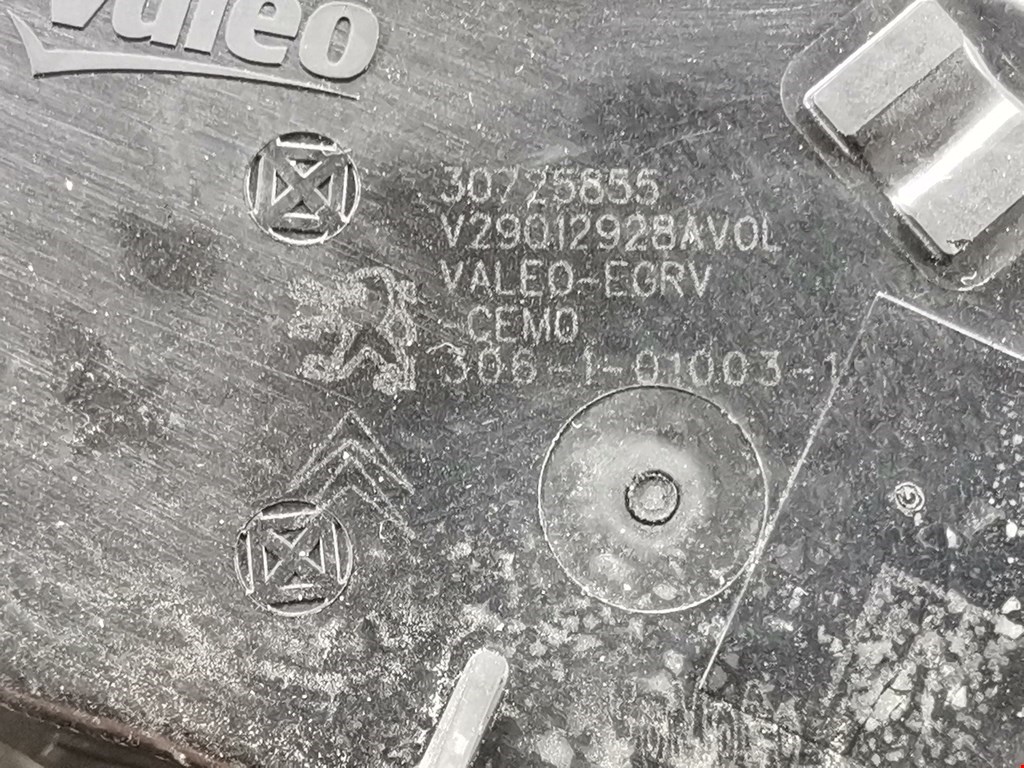 Valeo
30725855
V29012928AVOL
VALEO-EGRV
-CEMO
306-1-01003-1